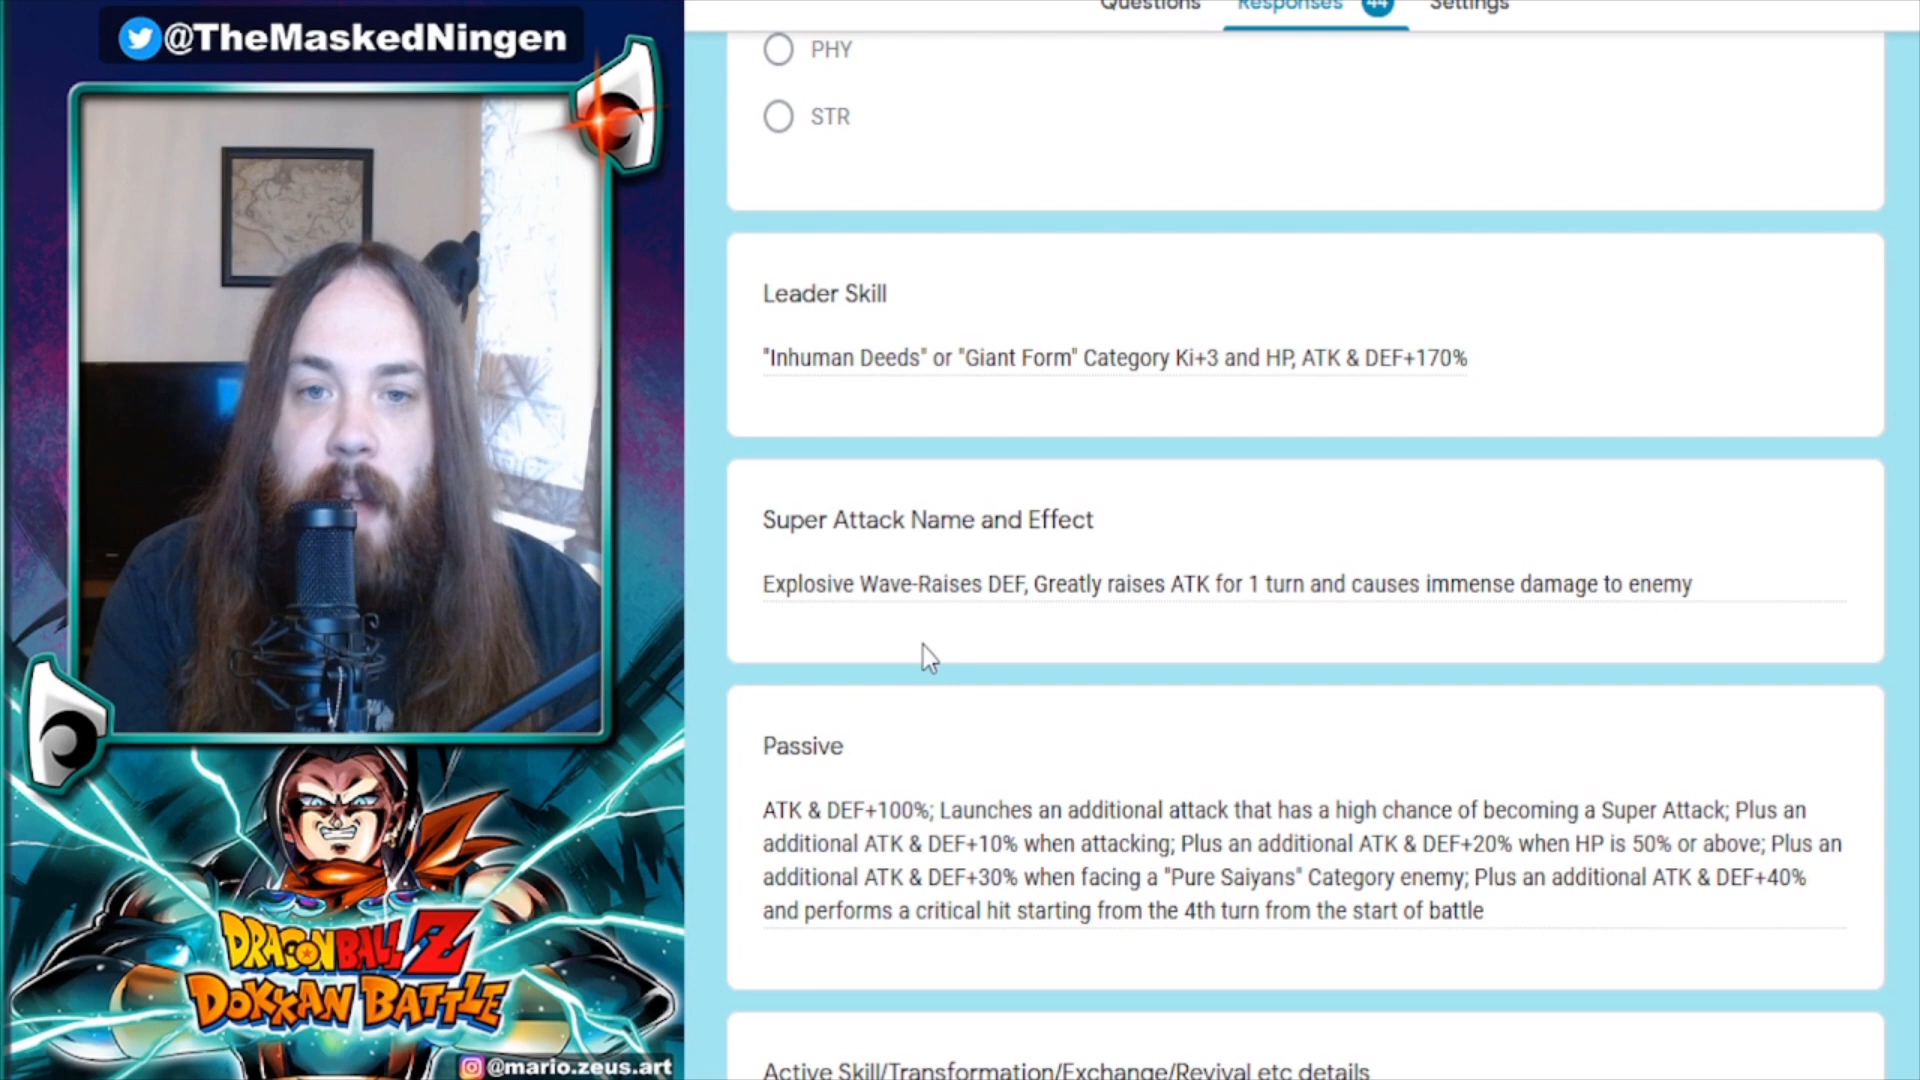 @TheMaskedNingen
Questions
Responses
44
Settings
PHY
STR
Leader Skill
"Inhuman Deeds" or "Giant Form" Category Ki+3 and HP, ATK & DEF+170%
Super Attack Name and Effect
Explosive Wave-Raises DEF, Greatly raises ATK for 1 turn and causes immense damage to enemy
Passive
ATK & DEF+100%; Launches an additional attack that has a high chance of becoming a Super Attack; Plus an
additional ATK & DEF+10% when attacking; Plus an additional ATK & DEF+20% when HP is 50% or above; Plus an
additional ATK & DEF+30% when facing a "Pure Saiyans" Category enemy; Plus an additional ATK & DEF+40%
and performs a critical hit starting from the 4th turn from the start of battle
Active Skill/Transformation/Exchange/Revival etc details
DRAGONBALL Z
DOKKAN BATTLE
@mario.zeus.art